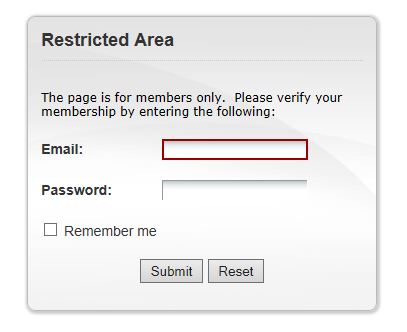 Restricted Area
The page is for members only.  Please verify your
membership by entering the following:
Email:
Password:
Remember me
Submit Reset